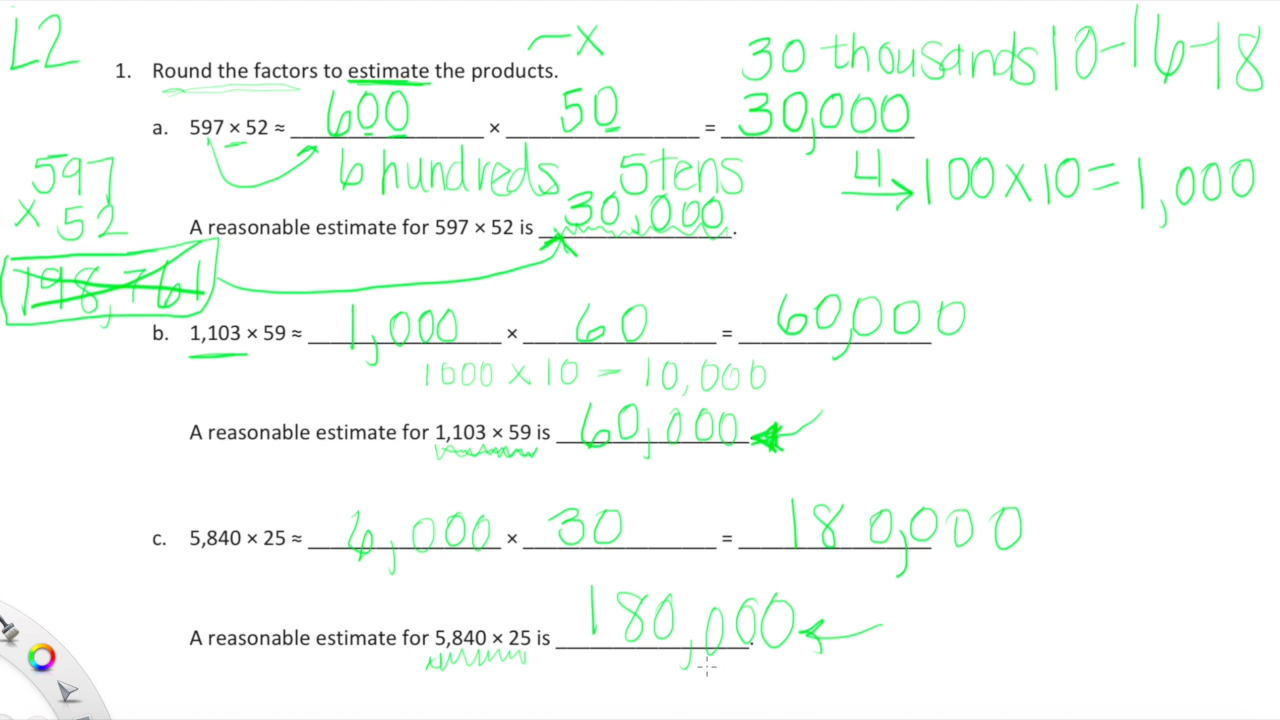 L2
~x
30 thousands 10-16-18
1. Round the factors to estimate the products.
a. 597 × 52 ≈ 600 × 50 = 30,000
6 hundreds 5 tens 4 → 100 x 10 = 1,000
597
x 52
198,761
A reasonable estimate for 597 × 52 is 30,000.
b. 1,103 × 59 ≈ 1,000 × 60 = 60,000
1000 x 10 = 10,000
A reasonable estimate for 1,103 × 59 is 60,000.
c. 5,840 × 25 ≈ 6,000 × 30 = 180,000
A reasonable estimate for 5,840 × 25 is 180,000.